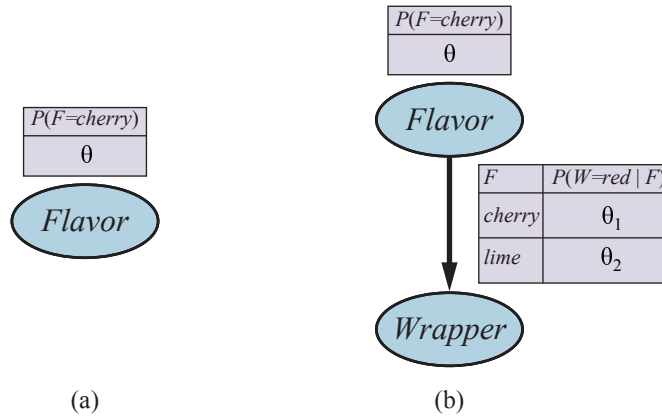 P(F=cherry)
θ
Flavor
(a)
P(F=cherry)
θ
Flavor
F P(W=red | F)
cherry θ₁
lime θ₂
Wrapper
(b)